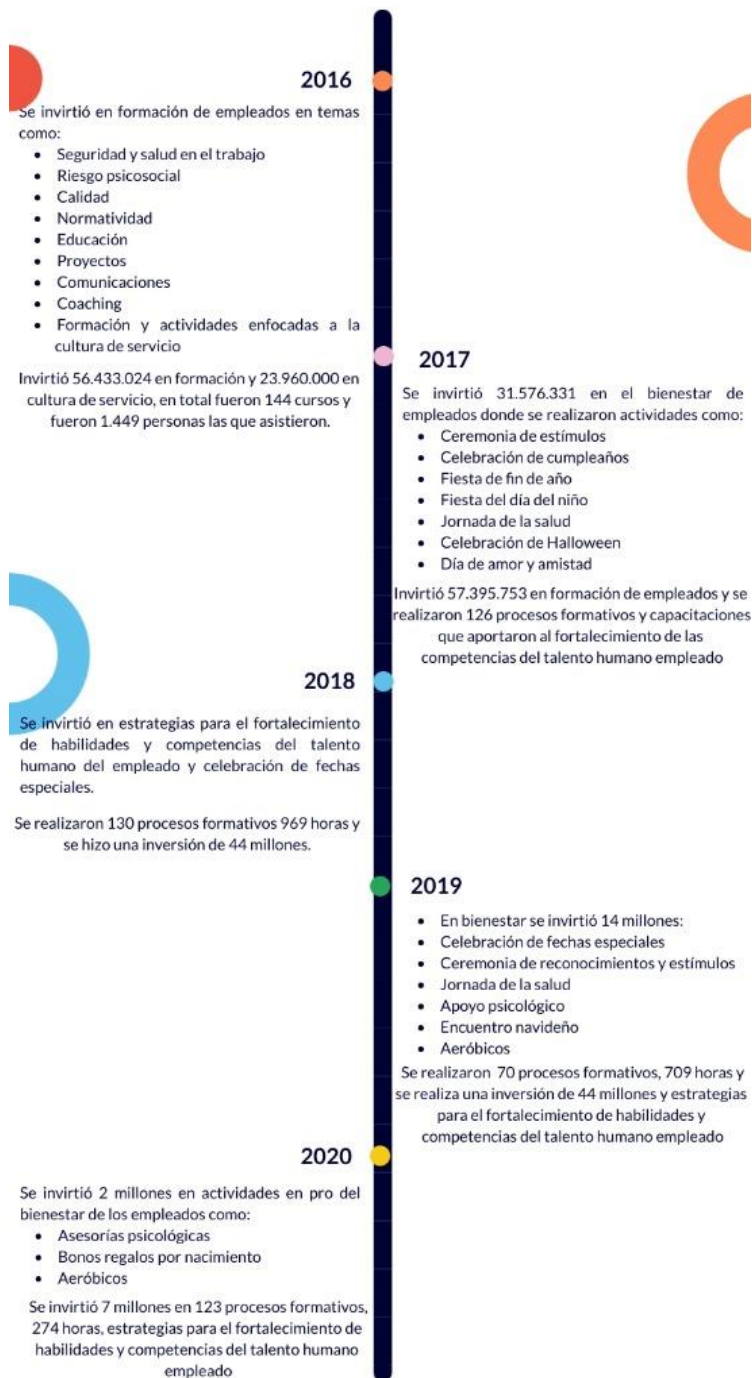 2016
Se invirtió en formación de empleados en temas
como:
• Seguridad y salud en el trabajo
• Riesgo psicosocial
• Calidad
• Normatividad
• Educación
• Proyectos
• Comunicaciones
• Coaching
• Formación y actividades enfocadas a la
cultura de servicio
Invirtió 56.433.024 en formación y 23.960.000 en
cultura de servicio, en total fueron 144 cursos y
fueron 1.449 personas las que asistieron.
2017
Se invirtió 31.576.331 en el bienestar de
empleados donde se realizaron actividades como:
• Ceremonia de estímulos
• Celebración de cumpleaños
• Fiesta de fin de año
• Fiesta del día del niño
• Jornada de la salud
• Celebración de Halloween
• Día de amor y amistad
Invirtió 57.395.753 en formación de empleados y se
realizaron 126 procesos formativos y capacitaciones
que aportaron al fortalecimiento de las
competencias del talento humano empleado
2018
Se invirtió en estrategias para el fortalecimiento
de habilidades y competencias del talento
humano del empleado y celebración de fechas
especiales.
Se realizaron 130 procesos formativos 969 horas y
se hizo una inversión de 44 millones.
2019
• En bienestar se invirtió 14 millones:
• Celebración de fechas especiales
• Ceremonia de reconocimientos y estímulos
• Jornada de la salud
• Apoyo psicológico
• Encuentro navideño
• Aeróbicos
Se realizaron 70 procesos formativos, 709 horas y
se realiza una inversión de 44 millones y estrategias
para el fortalecimiento de habilidades y
competencias del talento humano empleado
2020
Se invirtió 2 millones en actividades en pro del
bienestar de los empleados como:
• Asesorías psicológicas
• Bonos regalos por nacimiento
• Aeróbicos
Se invirtió 7 millones en 123 procesos formativos,
274 horas, estrategias para el fortalecimiento de
habilidades y competencias del talento humano
empleado